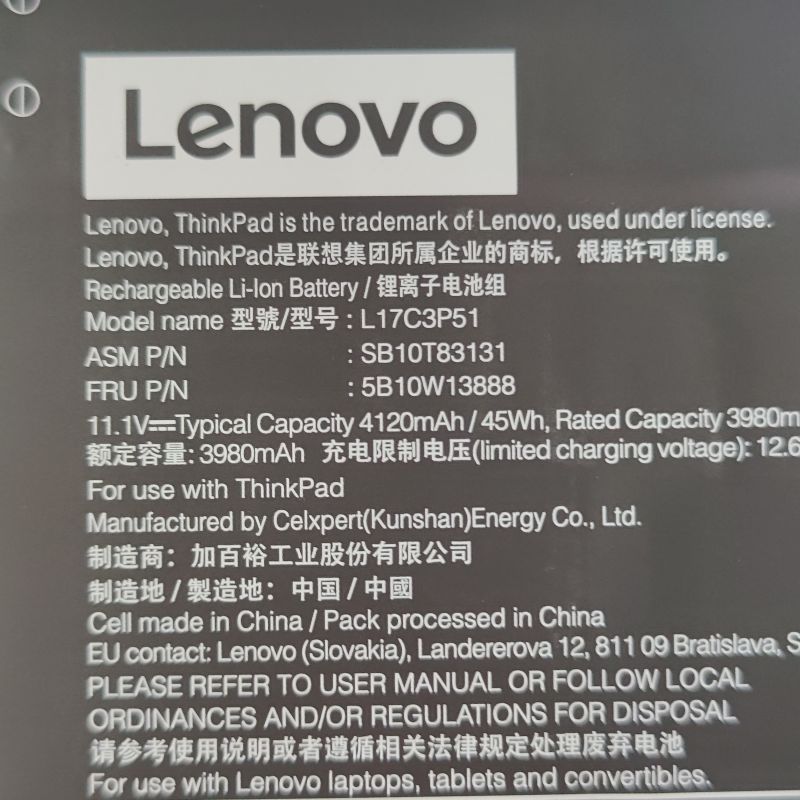 Lenovo
Lenovo, ThinkPad is the trademark of Lenovo, used under license.
Lenovo, ThinkPad是联想集团所属企业的商标，根据许可使用。
Rechargeable Li-Ion Battery / 锂离子电池组
Model name 型號/型号 : L17C3P51
ASM P/N : SB10T83131
FRU P/N : 5B10W13888
11.1V⎓Typical Capacity 4120mAh / 45Wh, Rated Capacity 3980m
额定容量: 3980mAh 充电限制电压(limited charging voltage): 12.6
For use with ThinkPad
Manufactured by Celxpert(Kunshan)Energy Co., Ltd.
制造商：加百裕工业股份有限公司
制造地 / 製造地：中国 / 中國
Cell made in China / Pack processed in China
EU contact: Lenovo (Slovakia), Landererova 12, 811 09 Bratislava, S
PLEASE REFER TO USER MANUAL OR FOLLOW LOCAL
ORDINANCES AND/OR REGULATIONS FOR DISPOSAL
请参考使用说明或者遵循相关法律规定处理废弃电池
For use with Lenovo laptops, tablets and convertibles.